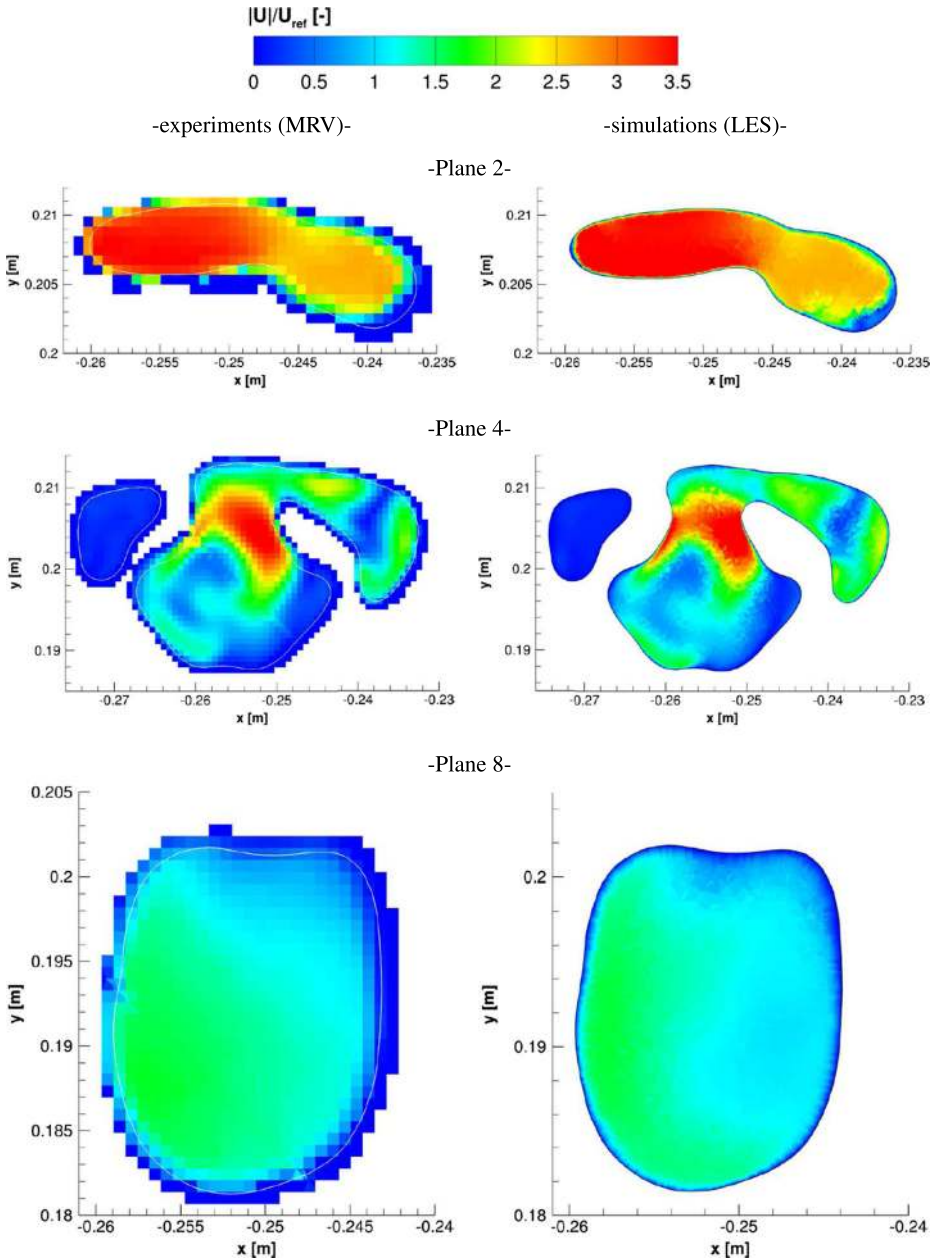 |U|/U_ref [-]
0 0.5 1 1.5 2 2.5 3 3.5
-experiments (MRV)- -simulations (LES)-
-Plane 2-
0.21
0.205
0.2
y [m]
-0.26 -0.255 -0.25 -0.245 -0.24 -0.235
x [m]
0.21
0.205
0.2
y [m]
-0.26 -0.255 -0.25 -0.245 -0.24 -0.235
x [m]
-Plane 4-
0.21
0.2
0.19
y [m]
-0.27 -0.26 -0.25 -0.24 -0.23
x [m]
0.21
0.2
0.19
y [m]
-0.27 -0.26 -0.25 -0.24 -0.23
x [m]
-Plane 8-
0.205
0.2
0.195
0.19
0.185
0.18
y [m]
-0.26 -0.255 -0.25 -0.245 -0.24
x [m]
0.2
0.19
0.18
y [m]
-0.26 -0.25 -0.24
x [m]